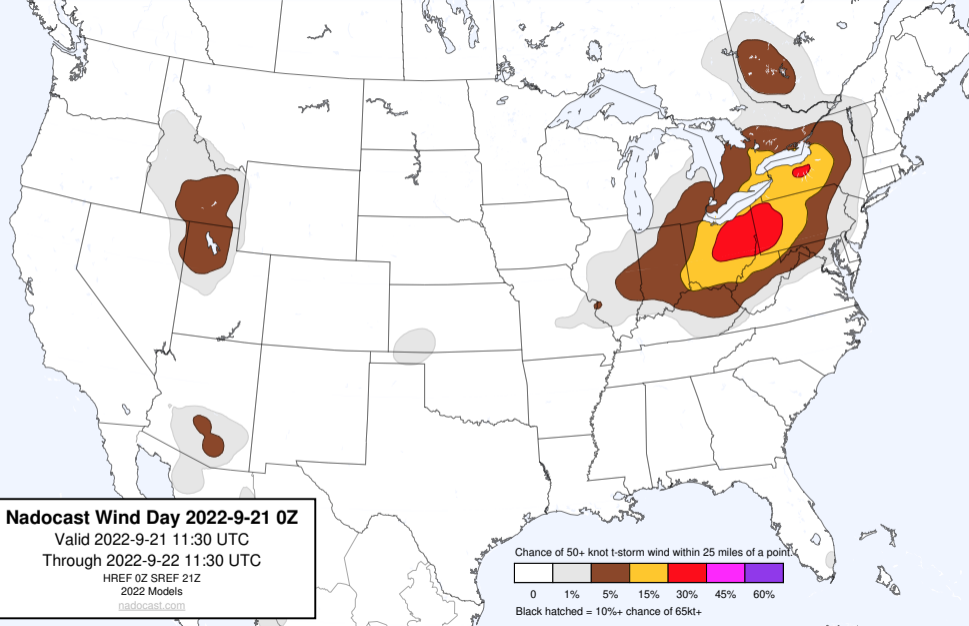 Nadocast Wind Day 2022-9-21 0Z
Valid 2022-9-21 11:30 UTC
Through 2022-9-22 11:30 UTC
HREF 0Z SREF 21Z
2022 Models
nadocast.com
Chance of 50+ knot t-storm wind within 25 miles of a point.
0 1% 5% 15% 30% 45% 60%
Black hatched = 10%+ chance of 65kt+